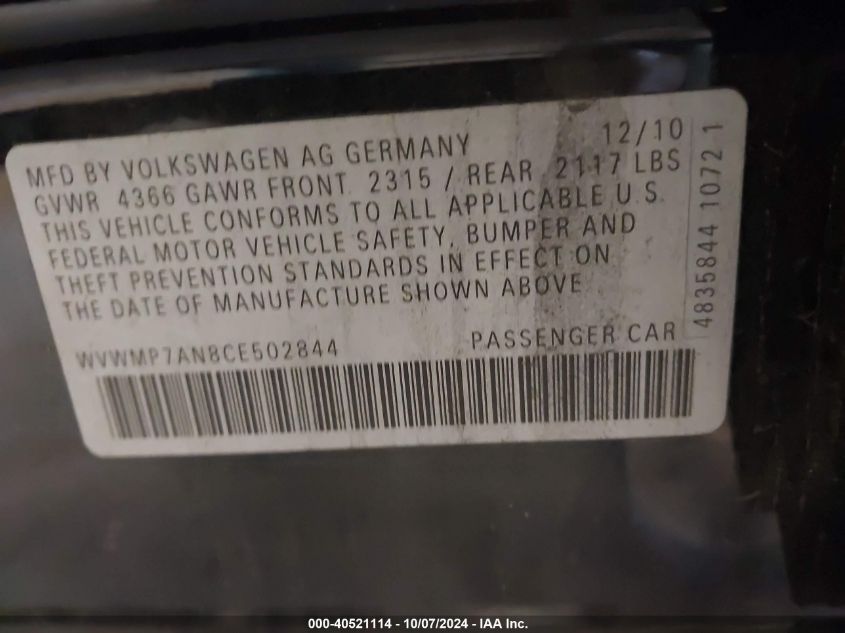 MFD BY VOLKSWAGEN AG GERMANY 12/10
GVWR 4366 GAWR FRONT 2315 / REAR 2117 LBS
THIS VEHICLE CONFORMS TO ALL APPLICABLE U.S.
FEDERAL MOTOR VEHICLE SAFETY, BUMPER AND
THEFT PREVENTION STANDARDS IN EFFECT ON
THE DATE OF MANUFACTURE SHOWN ABOVE
WVWMP7AN8CE502844 PASSENGER CAR
4835844 1072 1
000-40521114 - 10/07/2024 - IAA Inc.